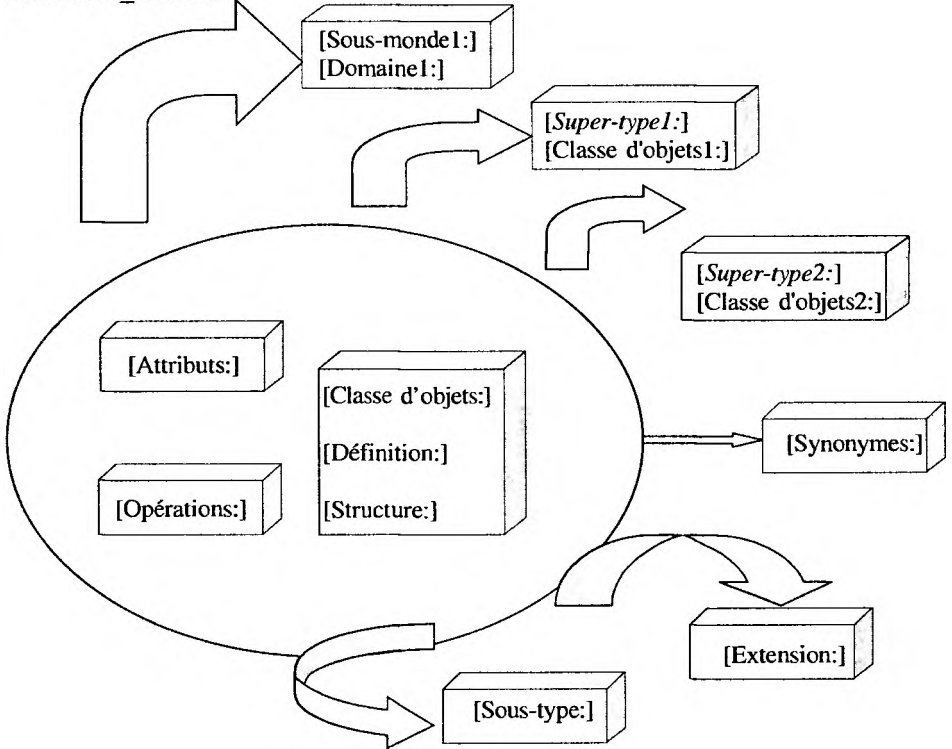 [Sous-monde1:]
[Domaine1:]
[Super-type1:]
[Classe d'objets1:]
[Super-type2:]
[Classe d'objets2:]
[Attributs:]
[Classe d'objets:]
[Définition:]
[Synonymes:]
[Opérations:]
[Structure:]
[Extension:]
[Sous-type:]